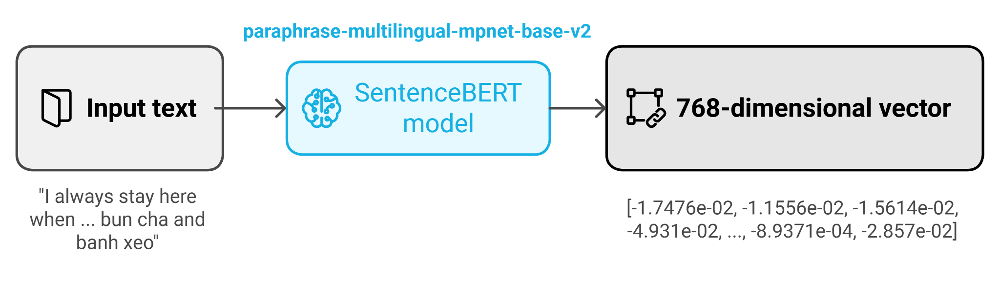 paraphrase-multilingual-mpnet-base-v2
Input text
SentenceBERT
model
768-dimensional vector
"I always stay here
when ... bun cha and
banh xeo"
[-1.7476e-02, -1.1556e-02, -1.5614e-02,
-4.931e-02, ..., -8.9371e-04, -2.857e-02]